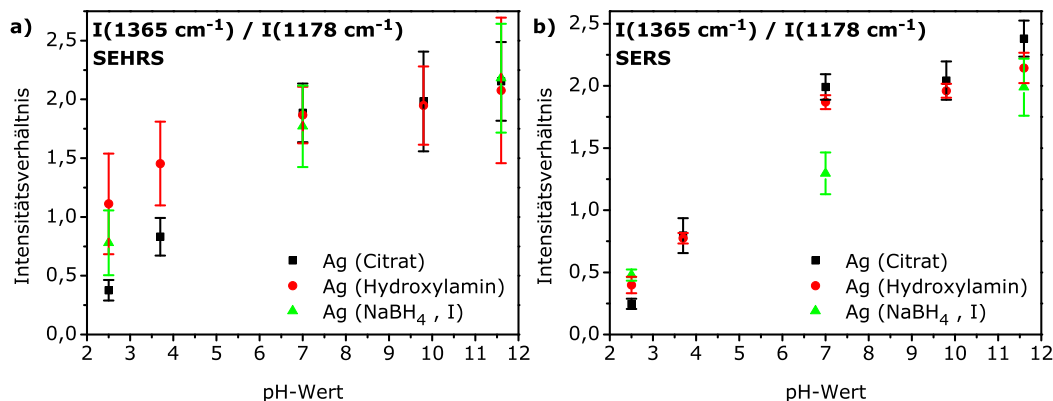 a)
I(1365 cm⁻¹) / I(1178 cm⁻¹)
SEHRS
Intensitätsverhältnis
2,5
2,0
1,5
1,0
0,5
0,0
Ag (Citrat)
Ag (Hydroxylamin)
Ag (NaBH₄ , I)
2 3 4 5 6 7 8 9 10 11 12
pH-Wert
b)
I(1365 cm⁻¹) / I(1178 cm⁻¹)
SERS
Intensitätsverhältnis
2,5
2,0
1,5
1,0
0,5
0,0
Ag (Citrat)
Ag (Hydroxylamin)
Ag (NaBH₄ , I)
2 3 4 5 6 7 8 9 10 11 12
pH-Wert